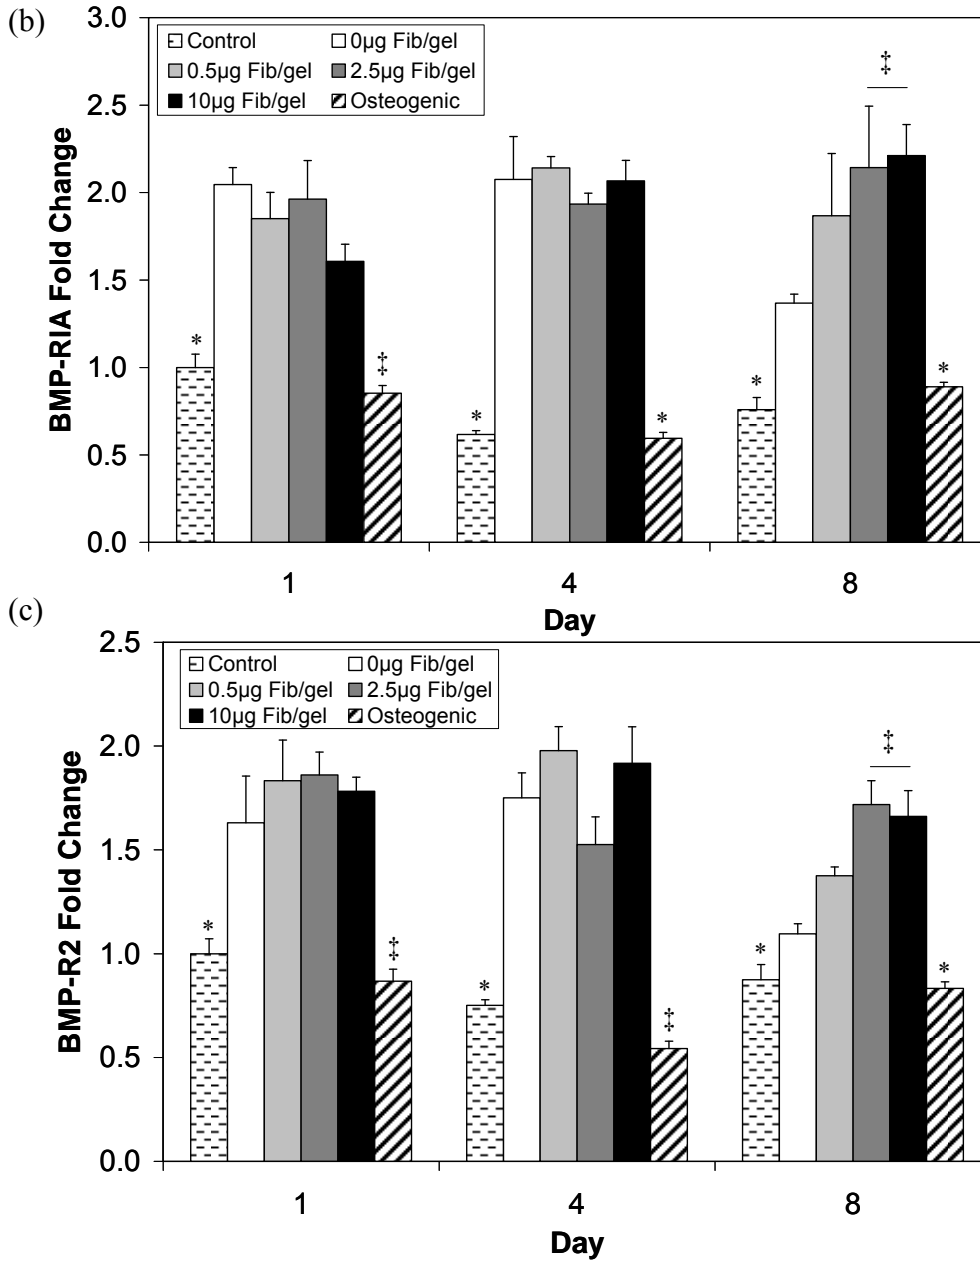 (b)
3.0
Control 0µg Fib/gel
0.5µg Fib/gel 2.5µg Fib/gel
10µg Fib/gel Osteogenic
‡
2.5
2.0
1.5
* ‡
1.0
* * * *
0.5
0.0
BMP-RIA Fold Change
1 4 8
Day
(c)
2.5
Control 0µg Fib/gel
0.5µg Fib/gel 2.5µg Fib/gel
10µg Fib/gel Osteogenic
‡
2.0
1.5
* ‡ * *
1.0
* ‡
0.5
0.0
BMP-R2 Fold Change
1 4 8
Day